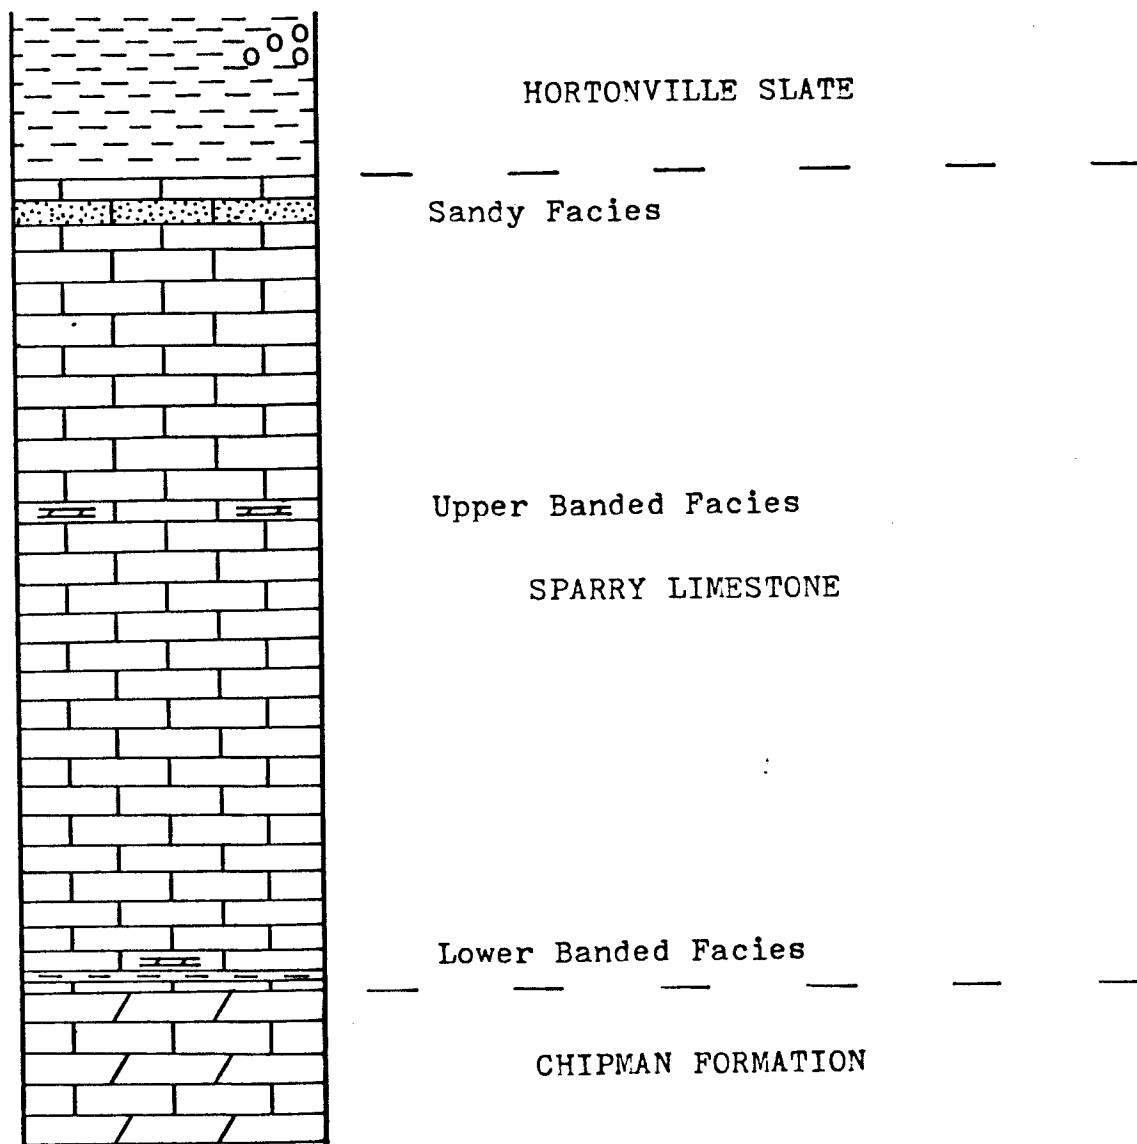 HORTONVILLE SLATE
Sandy Facies
Upper Banded Facies
SPARRY LIMESTONE
Lower Banded Facies
CHIPMAN FORMATION